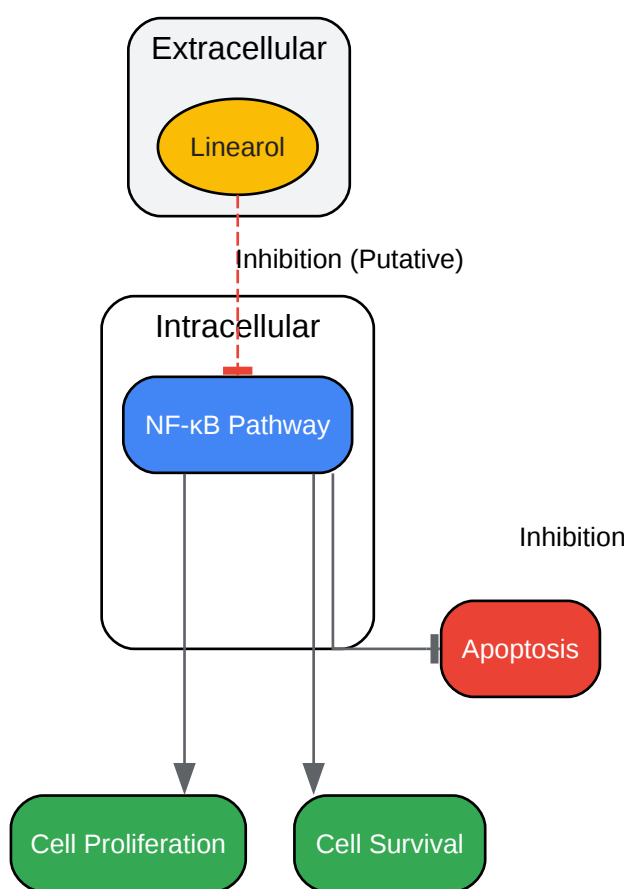 Extracellular
Linearol
Inhibition (Putative)
Intracellular
NF-κB Pathway
Inhibition
Apoptosis
Cell Proliferation
Cell Survival